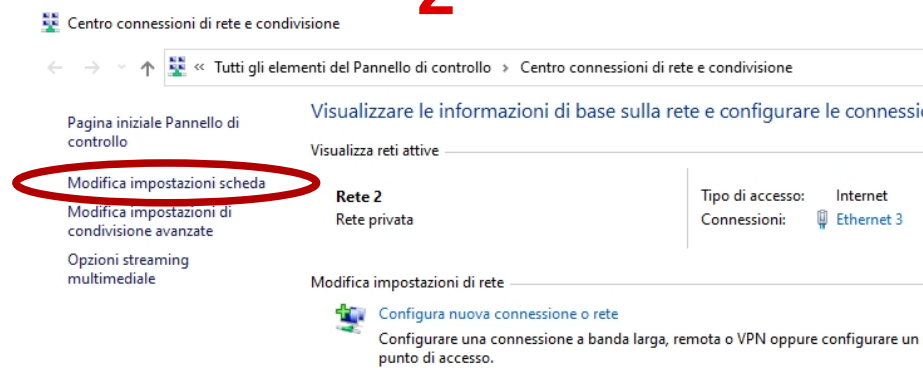 2
Centro connessioni di rete e condivisione
« Tutti gli elementi del Pannello di controllo > Centro connessioni di rete e condivisione
Pagina iniziale Pannello di
controllo
Modifica impostazioni scheda
Modifica impostazioni di
condivisione avanzate
Opzioni streaming
multimediale
Visualizzare le informazioni di base sulla rete e configurare le connessi
Visualizza reti attive
Rete 2
Rete privata
Tipo di accesso: Internet
Connessioni: Ethernet 3
Modifica impostazioni di rete
Configura nuova connessione o rete
Configurare una connessione a banda larga, remota o VPN oppure configurare un
punto di accesso.